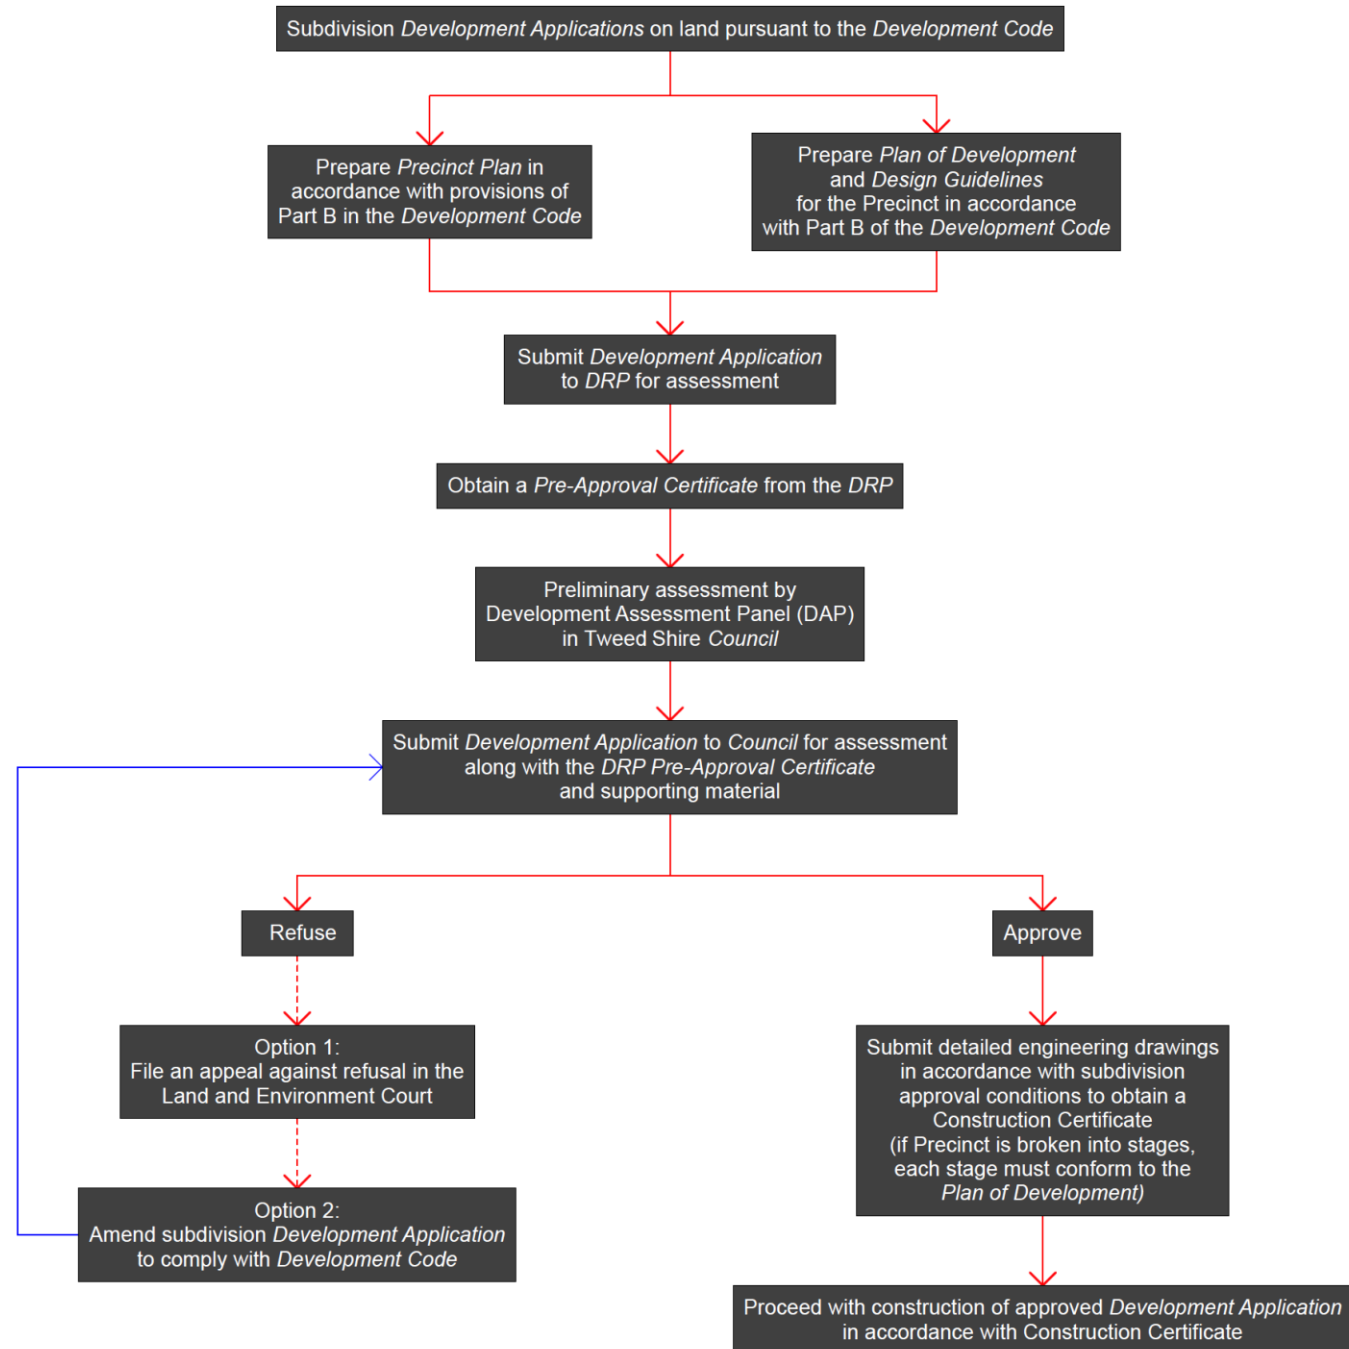 Subdivision Development Applications on land pursuant to the Development Code
Prepare Precinct Plan in
accordance with provisions of
Part B in the Development Code
Prepare Plan of Development
and Design Guidelines
for the Precinct in accordance
with Part B of the Development Code
Submit Development Application
to DRP for assessment
Obtain a Pre-Approval Certificate from the DRP
Preliminary assessment by
Development Assessment Panel (DAP)
in Tweed Shire Council
Submit Development Application to Council for assessment
along with the DRP Pre-Approval Certificate
and supporting material
Refuse
Approve
Option 1:
File an appeal against refusal in the
Land and Environment Court
Submit detailed engineering drawings
in accordance with subdivision
approval conditions to obtain a
Construction Certificate
(if Precinct is broken into stages,
each stage must conform to the
Plan of Development)
Option 2:
Amend subdivision Development Application
to comply with Development Code
Proceed with construction of approved Development Application
in accordance with Construction Certificate